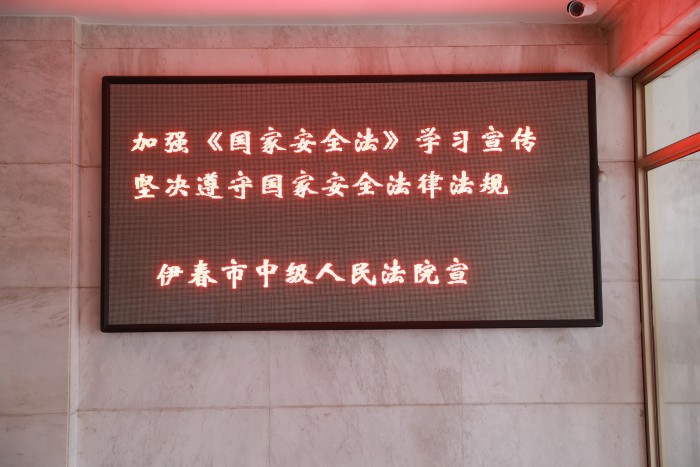 加强《国家安全法》学习宣传
坚决遵守国家安全法律法规
伊春市中级人民法院宣